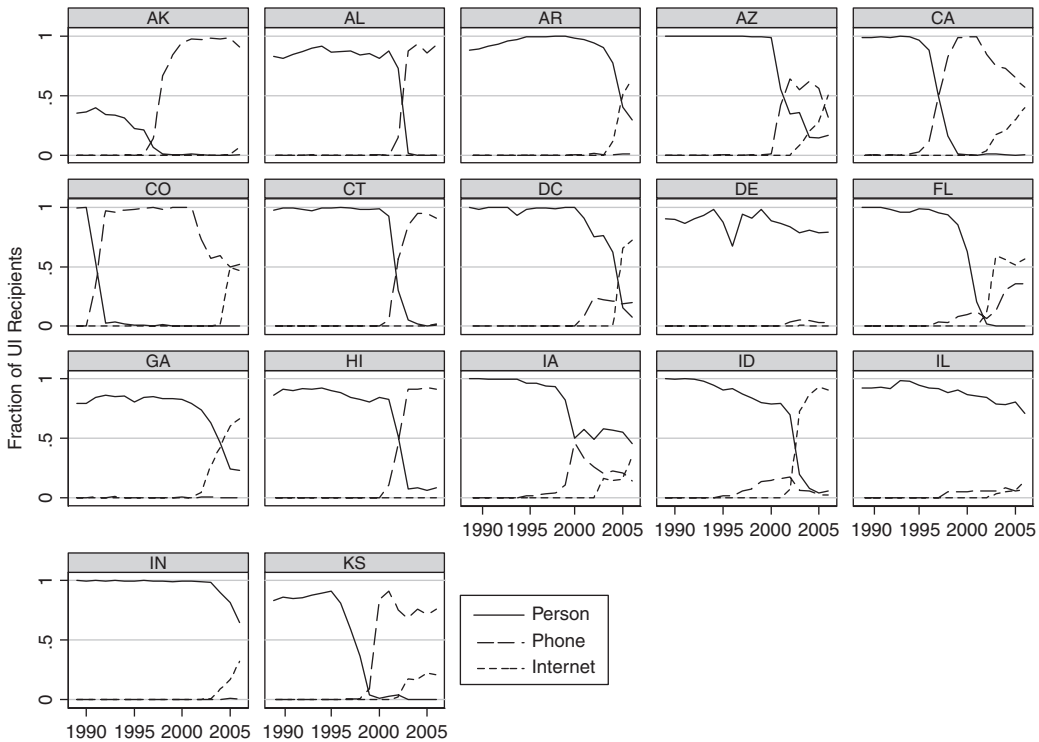 AK AL AR AZ CA
1
.5
0
CO CT DC DE FL
1
.5
0
Fraction of UI Recipients
GA HI IA ID IL
1
.5
0
1990 1995 2000 2005 1990 1995 2000 2005 1990 1995 2000 2005
IN KS
1
.5
0
Person
Phone
Internet
1990 1995 2000 2005 1990 1995 2000 2005